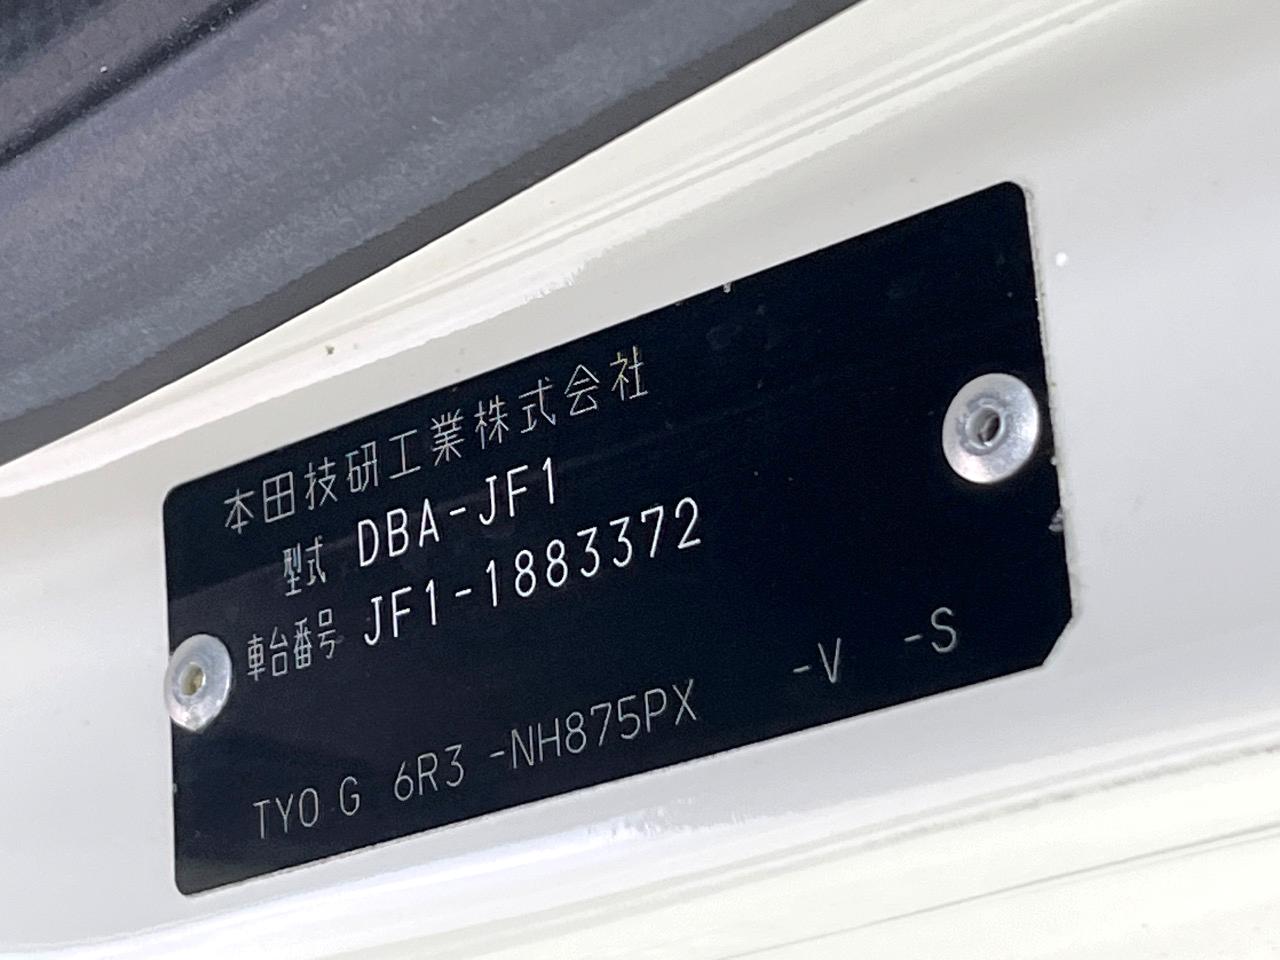 本田技研工業株式会社
型式 DBA-JF1
車台番号 JF1-1883372
TYO G 6R3 -NH875PX -V -S